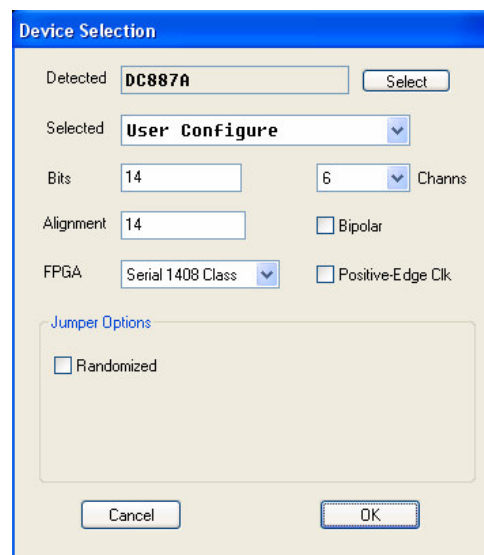 Device Selection
Detected DC887A Select
Selected User Configure
Bits 14 6 Channs
Alignment 14 Bipolar
FPGA Serial 1408 Class Positive-Edge Clk
Jumper Options
Randomized
Cancel OK